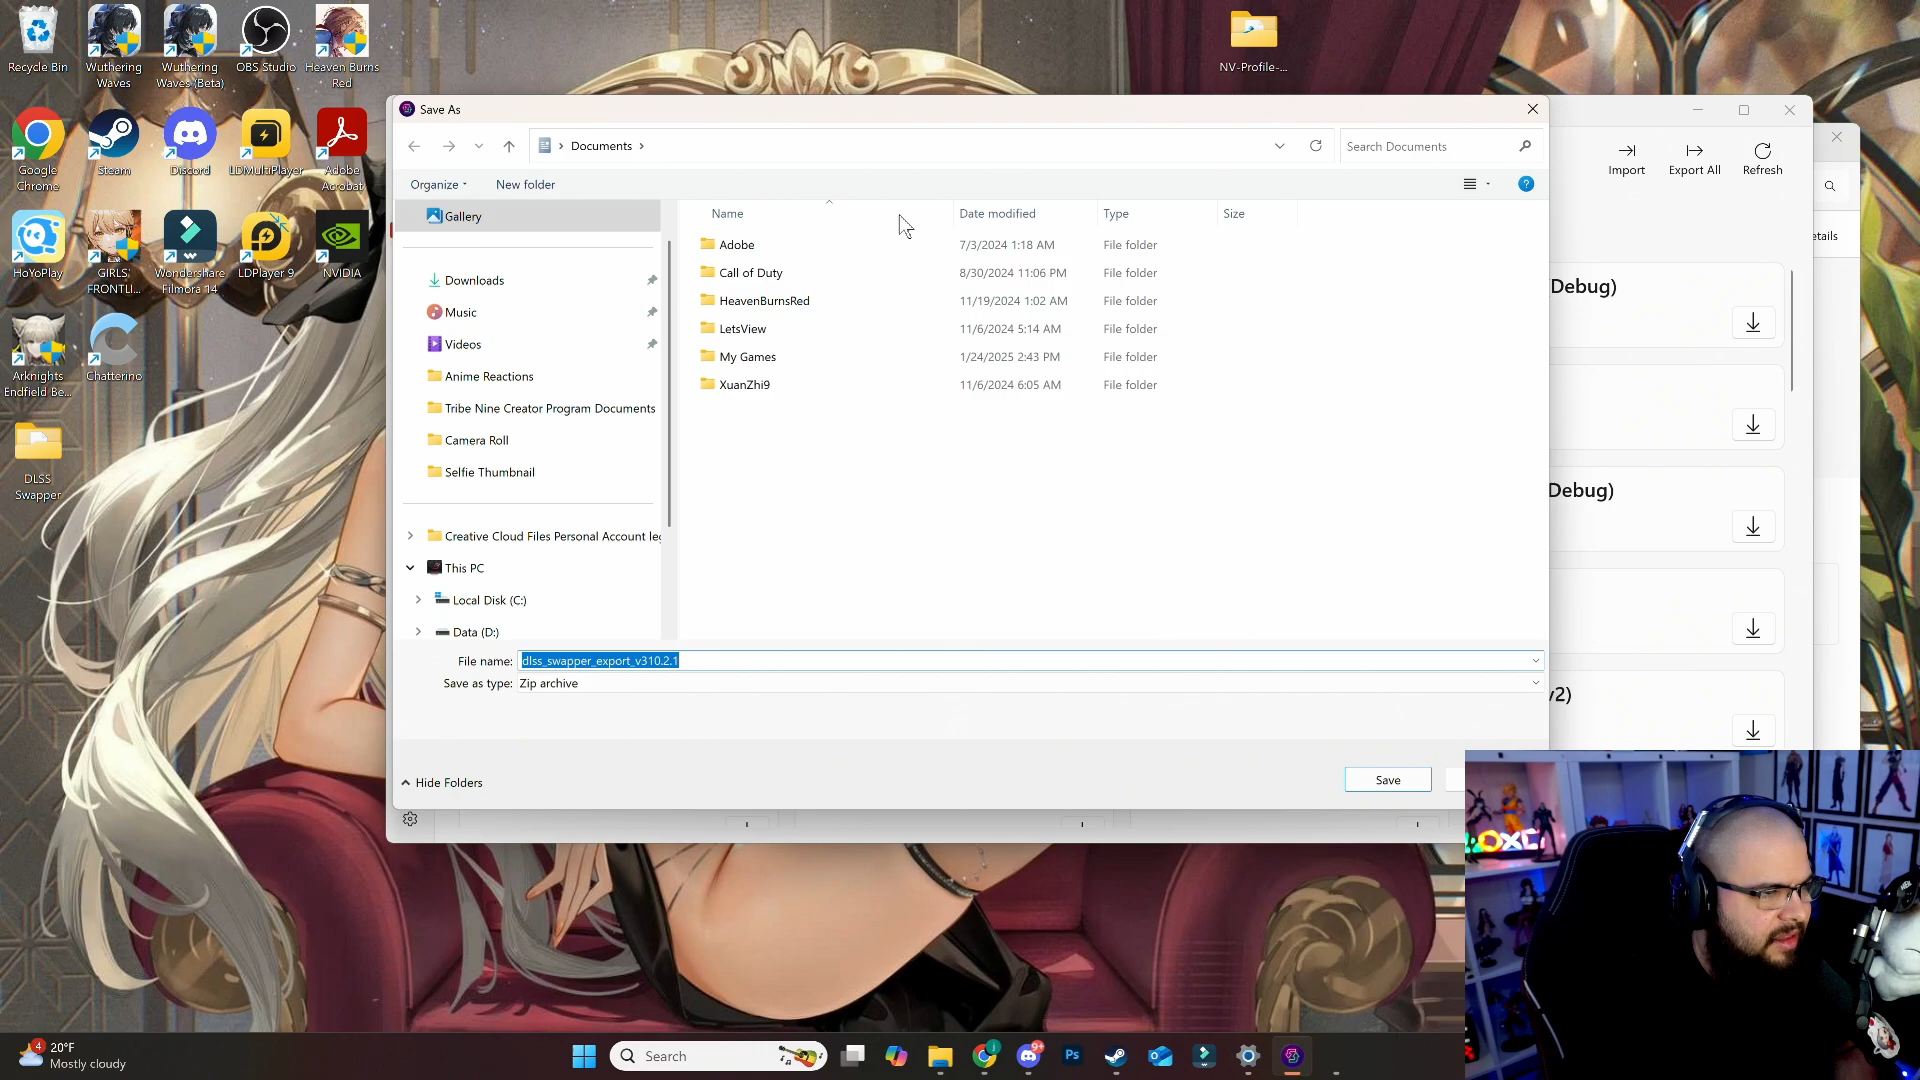 Recycle Bin
Wuthering
Waves
Wuthering
Waves (Beta)
OBS Studio
Heaven Burns
Red
NV-Profile-...
Google
Chrome
Steam
Discord
LDMultiPlayer
Adobe
Acrobat
HoYoPlay
GIRLS'
FRONTLI...
Wondershare
Filmora 14
LDPlayer 9
NVIDIA
Arknights
Endfield Be...
Chatterino
DLSS
Swapper
Save As
Documents
Search Documents
Organize
New folder
Gallery
Downloads
Music
Videos
Anime Reactions
Tribe Nine Creator Program Documents
Camera Roll
Selfie Thumbnail
Creative Cloud Files Personal Account
This PC
Local Disk (C:)
Data (D:)
Name Date modified Type Size
Adobe 7/3/2024 1:18 AM File folder
Call of Duty 8/30/2024 11:06 PM File folder
HeavenBurnsRed 11/19/2024 1:02 AM File folder
LetsView 11/6/2024 5:14 AM File folder
My Games 1/24/2025 2:43 PM File folder
XuanZhi9 11/6/2024 6:05 AM File folder
File name: dlss_swapper_export_v310.2.1
Save as type: Zip archive
Hide Folders
Save
Import
Export All
Refresh
etails
Debug)
Debug)
v2)
4
20°F
Mostly cloudy
Search
9+
Ps